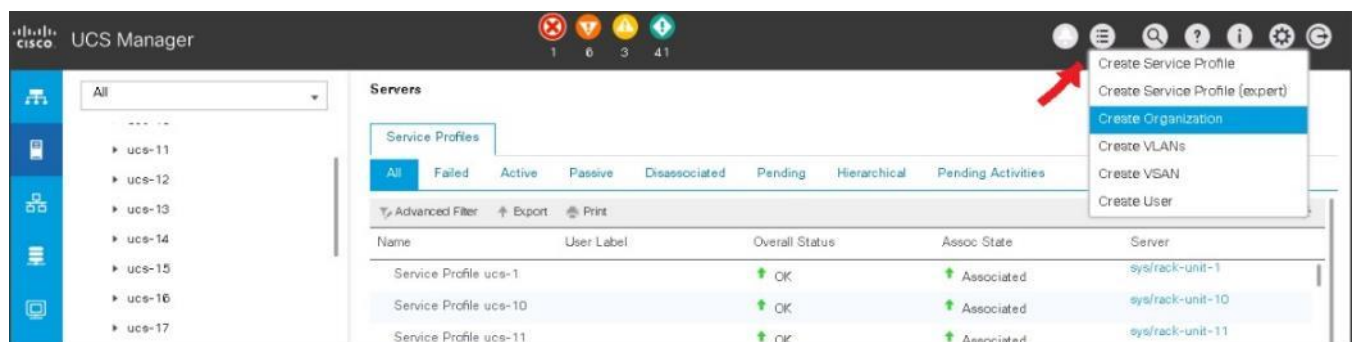 cisco UCS Manager
1 6 3 41
Create Service Profile
Create Service Profile (expert)
Create Organization
Create VLANs
Create VSAN
Create User
All
ucs-11
ucs-12
ucs-13
ucs-14
ucs-15
ucs-16
ucs-17
Servers
Service Profiles
All Failed Active Passive Disassociated Pending Hierarchical Pending Activities
Advanced Filter Export Print
Name User Label Overall Status Assoc State Server
Service Profile ucs-1 OK Associated sys/rack-unit-1
Service Profile ucs-10 OK Associated sys/rack-unit-10
Service Profile ucs-11 OK Associated sys/rack-unit-11